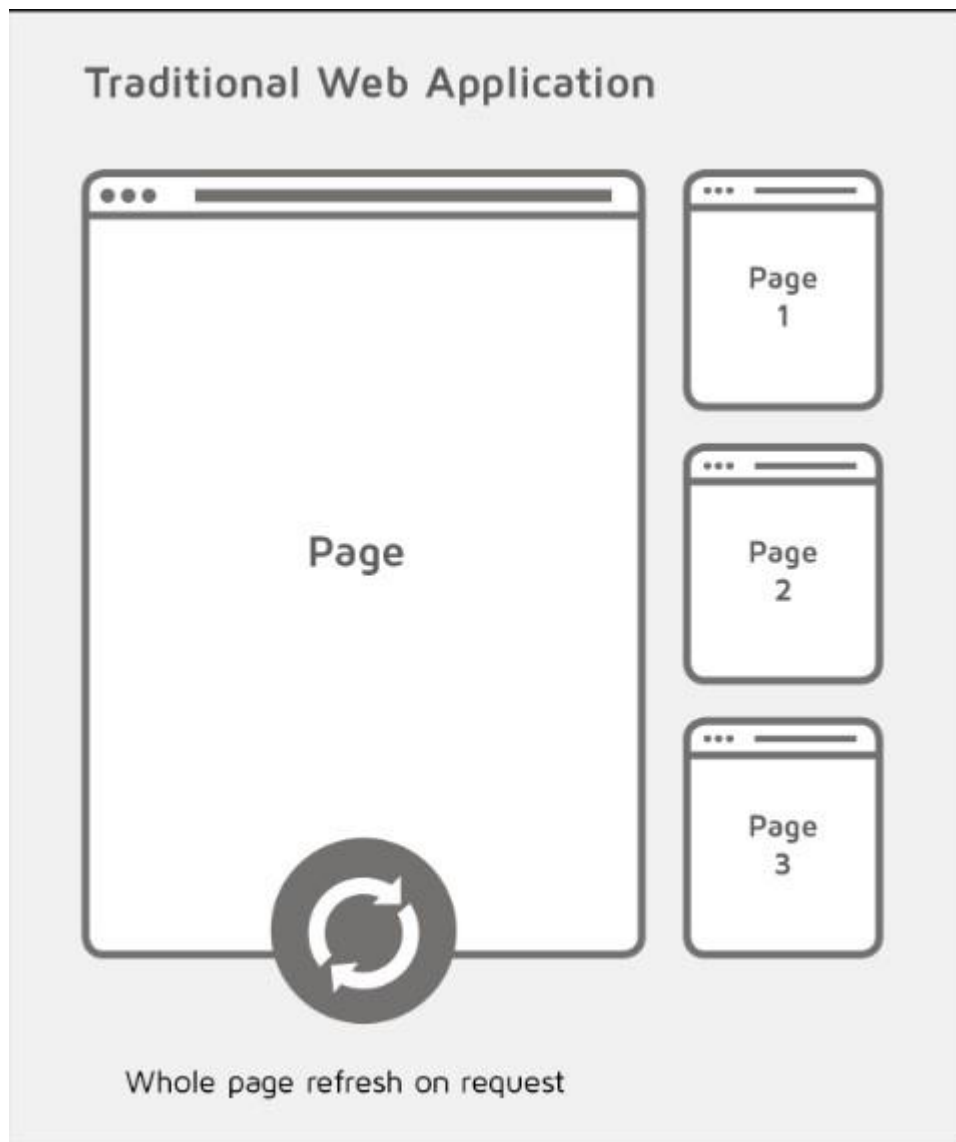 Traditional Web Application
Page
Page
1
Page
2
Page
3
Whole page refresh on request